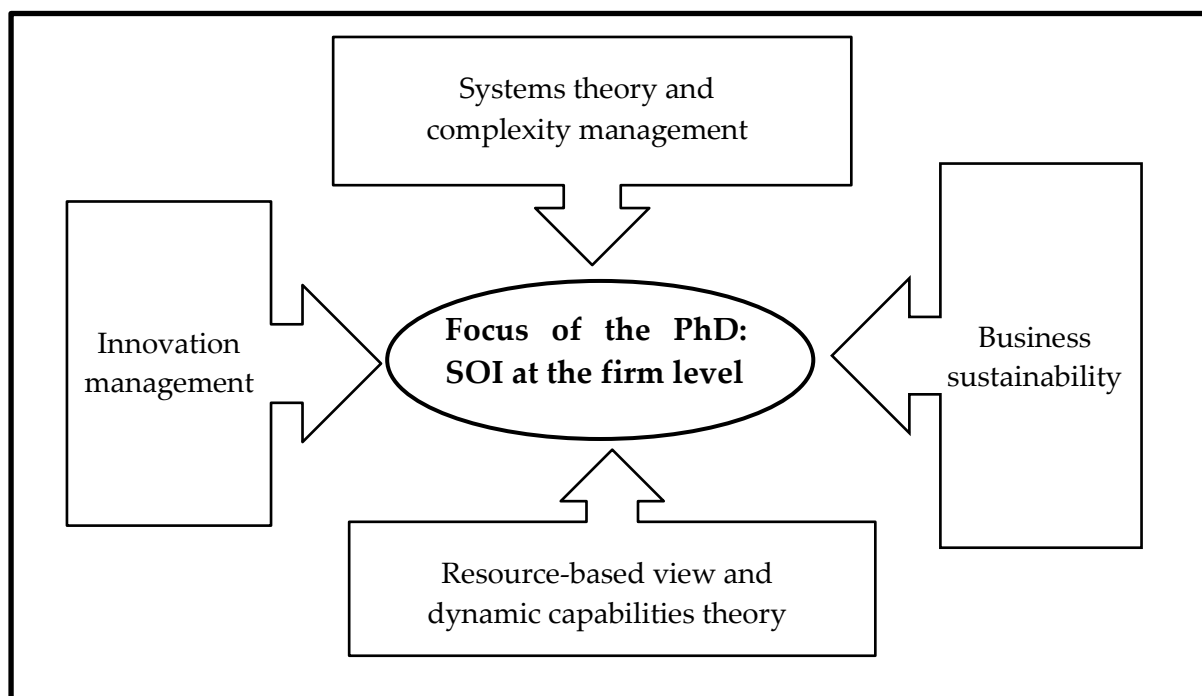 Systems theory and
complexity management
Innovation
management
Focus of the PhD:
SOI at the firm level
Business
sustainability
Resource-based view and
dynamic capabilities theory